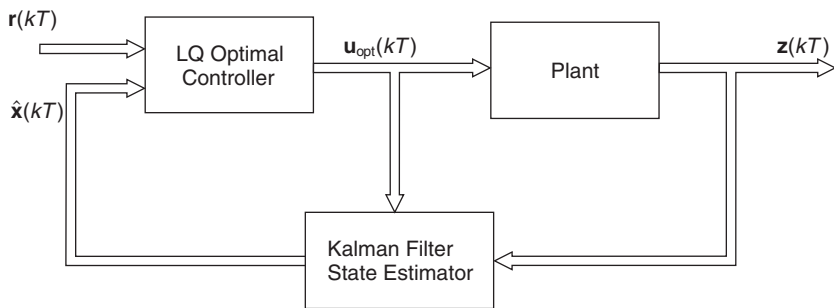 r(kT)
LQ Optimal
Controller
u_opt(kT)
Plant
z(kT)
x̂(kT)
Kalman Filter
State Estimator